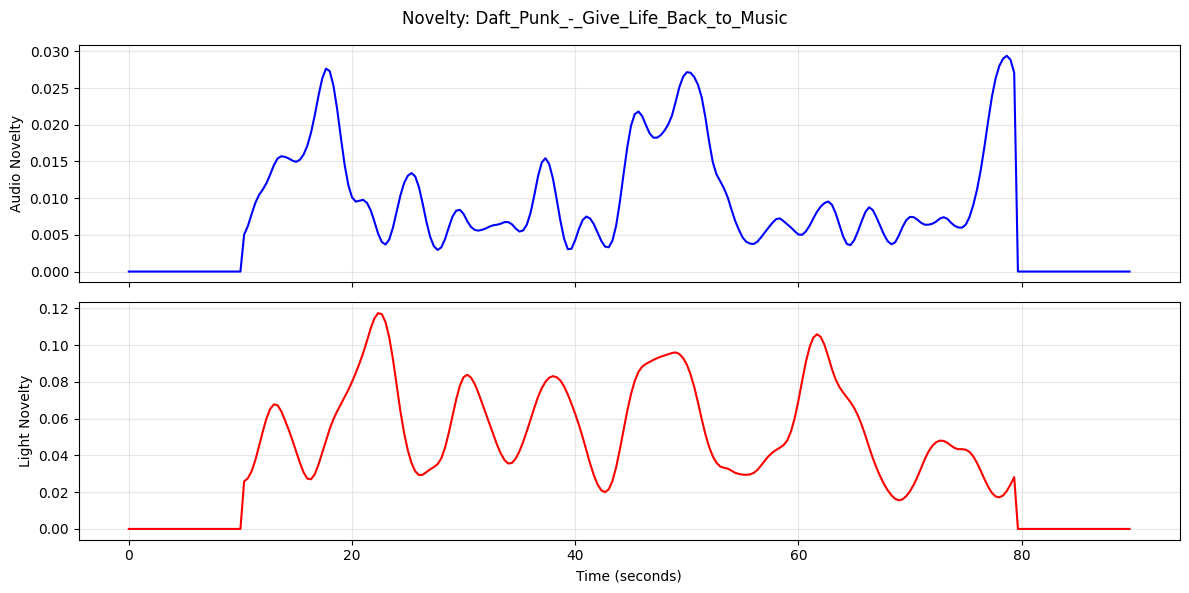 Novelty: Daft_Punk_-_Give_Life_Back_to_Music
Audio Novelty
0.030
0.025
0.020
0.015
0.010
0.005
0.000
Light Novelty
0.12
0.10
0.08
0.06
0.04
0.02
0.00
0 20 40 60 80
Time (seconds)